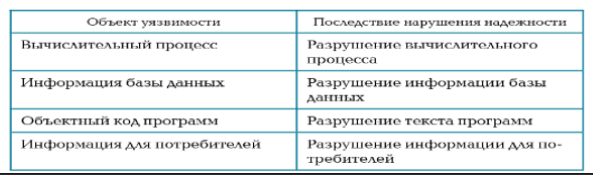 Объект уязвимости
Последствие нарушения надежности
Вычислительный процесс
Разрушение вычислительного
процесса
Информация базы данных
Разрушение информации базы
данных
Объектный код программ
Разрушение текста программ
Информация для потребителей
Разрушение информации для по-
требителей